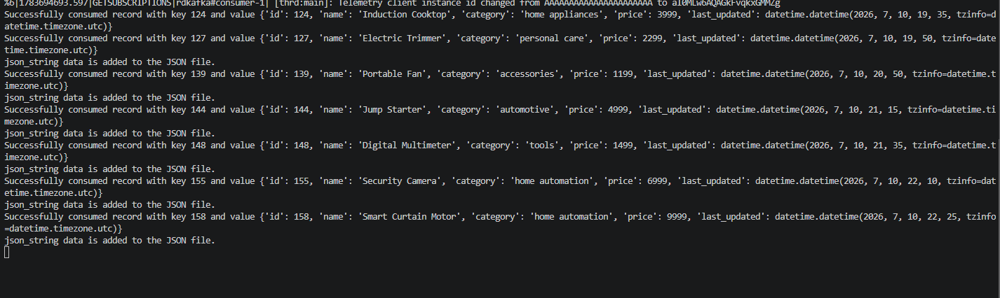 %6|1783694693.597|GETSUBSCRIPTIONS|rdkafka#consumer-1| [thrd:main]: Telemetry client instance id changed from AAAAAAAAAAAAAAAAAAAAAA to
Successfully consumed record with key 124 and value {'id': 124, 'name': 'Induction Cooktop', 'category': 'home appliances', 'price': 3999, 'last_updated': datetime.datetime(2026, 7, 10, 19, 35, tzinfo=d
atetime.timezone.utc)}
Successfully consumed record with key 127 and value {'id': 127, 'name': 'Electric Trimmer', 'category': 'personal care', 'price': 2299, 'last_updated': datetime.datetime(2026, 7, 10, 19, 50, tzinfo=date
time.timezone.utc)}
json_string data is added to the JSON file.
Successfully consumed record with key 139 and value {'id': 139, 'name': 'Portable Fan', 'category': 'accessories', 'price': 1199, 'last_updated': datetime.datetime(2026, 7, 10, 20, 50, tzinfo=datetime.t
imezone.utc)}
json_string data is added to the JSON file.
Successfully consumed record with key 144 and value {'id': 144, 'name': 'Jump Starter', 'category': 'automotive', 'price': 4999, 'last_updated': datetime.datetime(2026, 7, 10, 21, 15, tzinfo=datetime.ti
mezone.utc)}
json_string data is added to the JSON file.
Successfully consumed record with key 148 and value {'id': 148, 'name': 'Digital Multimeter', 'category': 'tools', 'price': 1499, 'last_updated': datetime.datetime(2026, 7, 10, 21, 35, tzinfo=datetime.t
imezone.utc)}
json_string data is added to the JSON file.
Successfully consumed record with key 155 and value {'id': 155, 'name': 'Security Camera', 'category': 'home automation', 'price': 6999, 'last_updated': datetime.datetime(2026, 7, 10, 22, 10, tzinfo=dat
etime.timezone.utc)}
json_string data is added to the JSON file.
Successfully consumed record with key 158 and value {'id': 158, 'name': 'Smart Curtain Motor', 'category': 'home automation', 'price': 9999, 'last_updated': datetime.datetime(2026, 7, 10, 22, 25, tzinfo
=datetime.timezone.utc)}
json_string data is added to the JSON file.